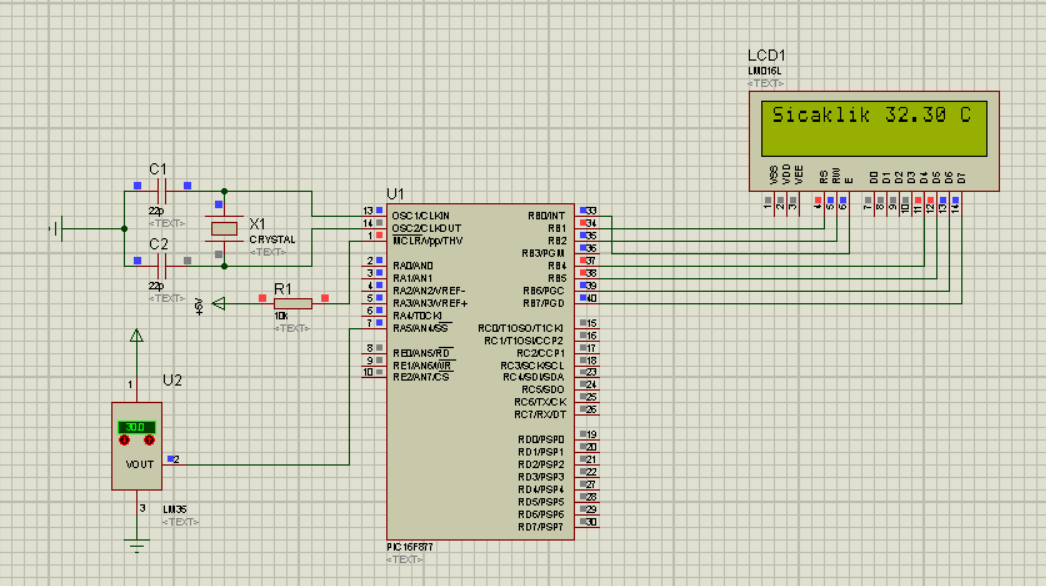 LCD1
LM016L
<TEXT>
Sicaklik 32.30 C
VSS
VDD
VEE
RS
RW
E
D0
D1
D2
D3
D4
D5
D6
D7
1
2
3
4
5
6
7
8
9
10
11
12
13
14
C1
22p
<TEXT>
X1
CRYSTAL
<TEXT>
C2
22p
<TEXT>
R1
10k
<TEXT>
+5V
U1
13 OSC1/CLKIN
14 OSC2/CLKOUT
1 MCLR/Vpp/THV
2 RA0/AN0
3 RA1/AN1
4 RA2/AN2/VREF-
5 RA3/AN3/VREF+
6 RA4/T0CKI
7 RA5/AN4/SS
8 RE0/AN5/RD
9 RE1/AN6/WR
10 RE2/AN7/CS
RB0/INT 33
RB1 34
RB2 35
RB3/PGM 36
RB4 37
RB5 38
RB6/PGC 39
RB7/PGD 40
RC0/T1OSO/T1CKI 15
RC1/T1OSI/CCP2 16
RC2/CCP1 17
RC3/SCK/SCL 18
RC4/SDI/SDA 23
RC5/SDO 24
RC6/TX/CK 25
RC7/RX/DT 26
RD0/PSP0 19
RD1/PSP1 20
RD2/PSP2 21
RD3/PSP3 22
RD4/PSP4 27
RD5/PSP5 28
RD6/PSP6 29
RD7/PSP7 30
PIC16F877
<TEXT>
U2
1
30.0
VOUT
2
3
LM35
<TEXT>